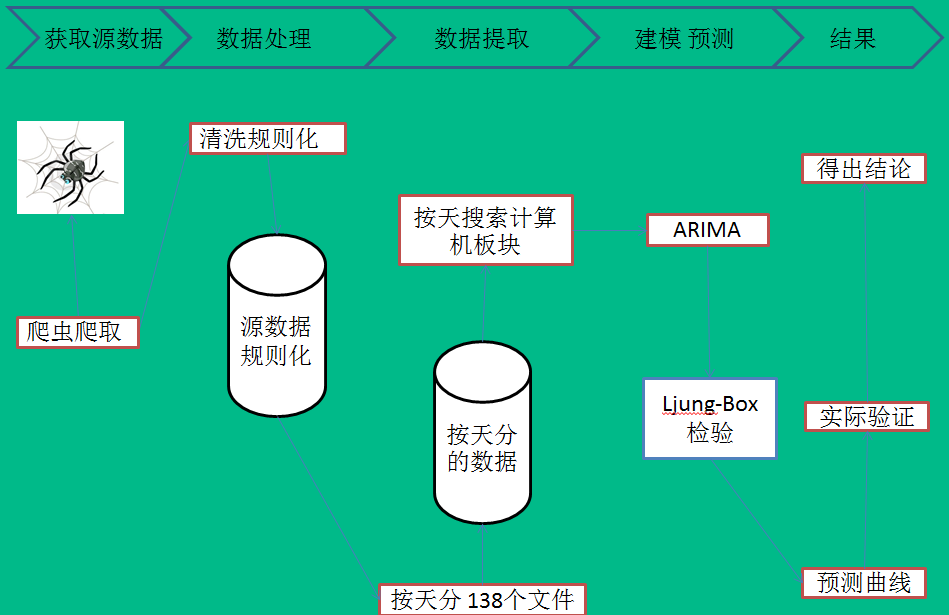 获取源数据
数据处理
数据提取
建模 预测
结果
清洗规则化
爬虫爬取
源数据
规则化
按天搜索计算
机板块
按天分
的数据
按天分 138个文件
ARIMA
Ljung-Box
检验
得出结论
实际验证
预测曲线